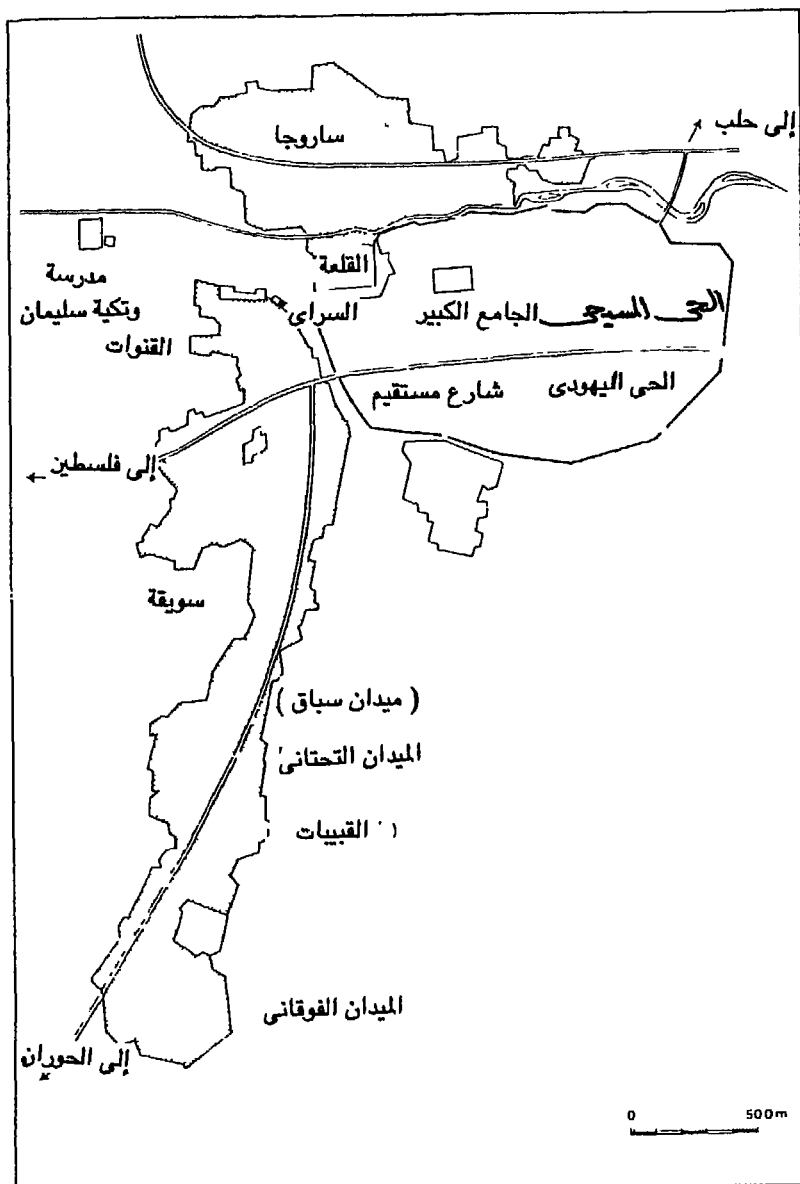 ساروجا
إلى حلب
القلعة
مدرسة
وتكية سليمان
السراى
الجامع الكبير
الحى المسيحى
القنوات
شارع مستقيم
الحى اليهودى
إلى فلسطين
سويقة
( ميدان سباق )
الميدان التحتانى
القبيبات
الميدان الفوقانى
إلى الحوران
0 500m